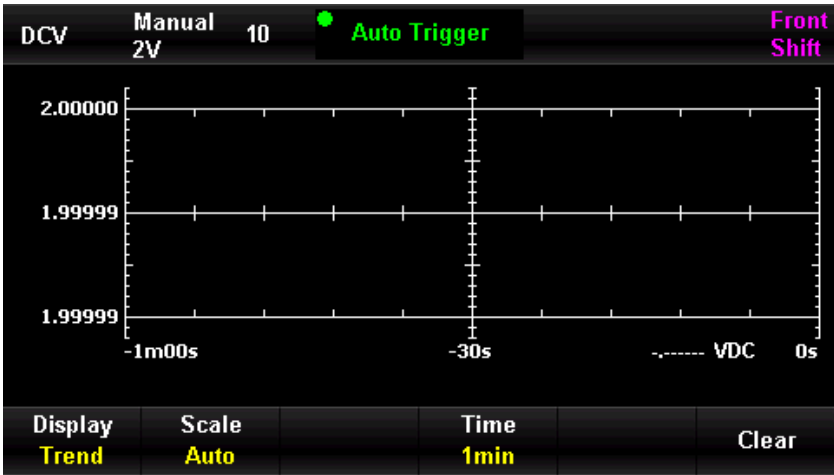 DCV Manual 10 Auto Trigger Front
2V Shift
2.00000
1.99999
1.99999
-1m00s -30s -.------ VDC 0s
Display Scale Time Clear
Trend Auto 1min